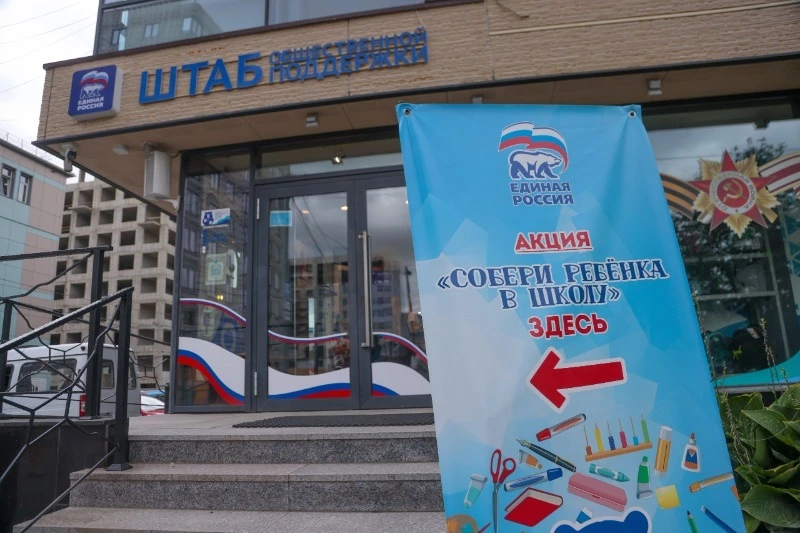 ЕДИНАЯ
РОССИЯ
ШТАБ
ОБЩЕСТВЕННОЙ
ПОДДЕРЖКИ
ЕДИНАЯ
РОССИЯ
АКЦИЯ
«СОБЕРИ РЕБЁНКА
В ШКОЛУ»
ЗДЕСЬ